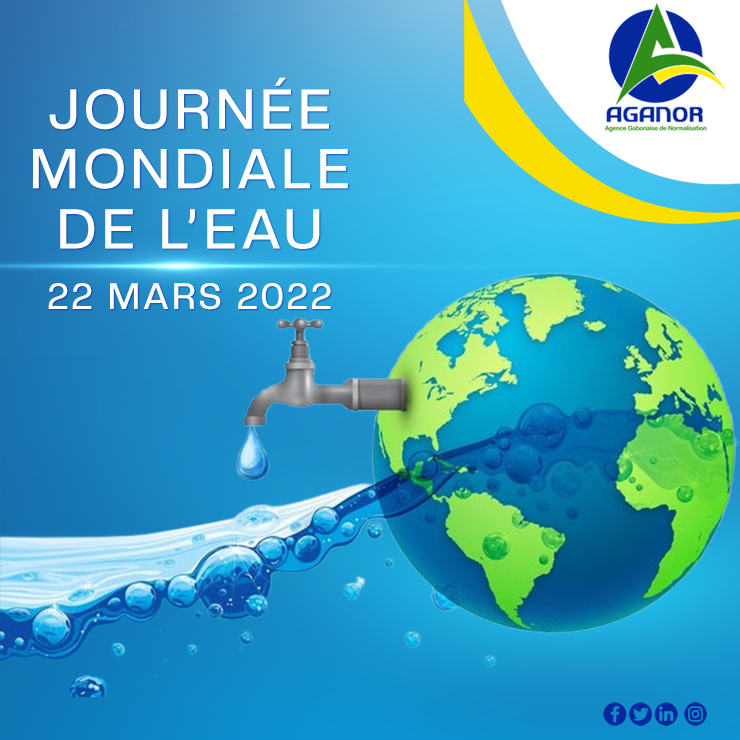 JOURNÉE
MONDIALE
DE L'EAU
22 MARS 2022
AGANOR
Agence Gabonaise de Normalisation